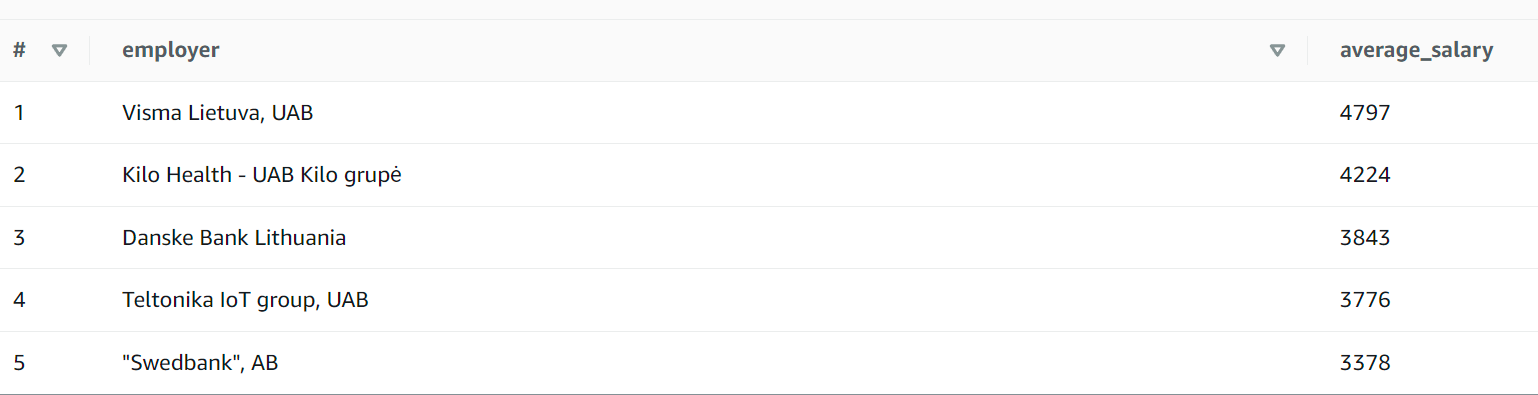 # employer average_salary
1 Visma Lietuva, UAB 4797
2 Kilo Health - UAB Kilo grupė 4224
3 Danske Bank Lithuania 3843
4 Teltonika IoT group, UAB 3776
5 "Swedbank", AB 3378